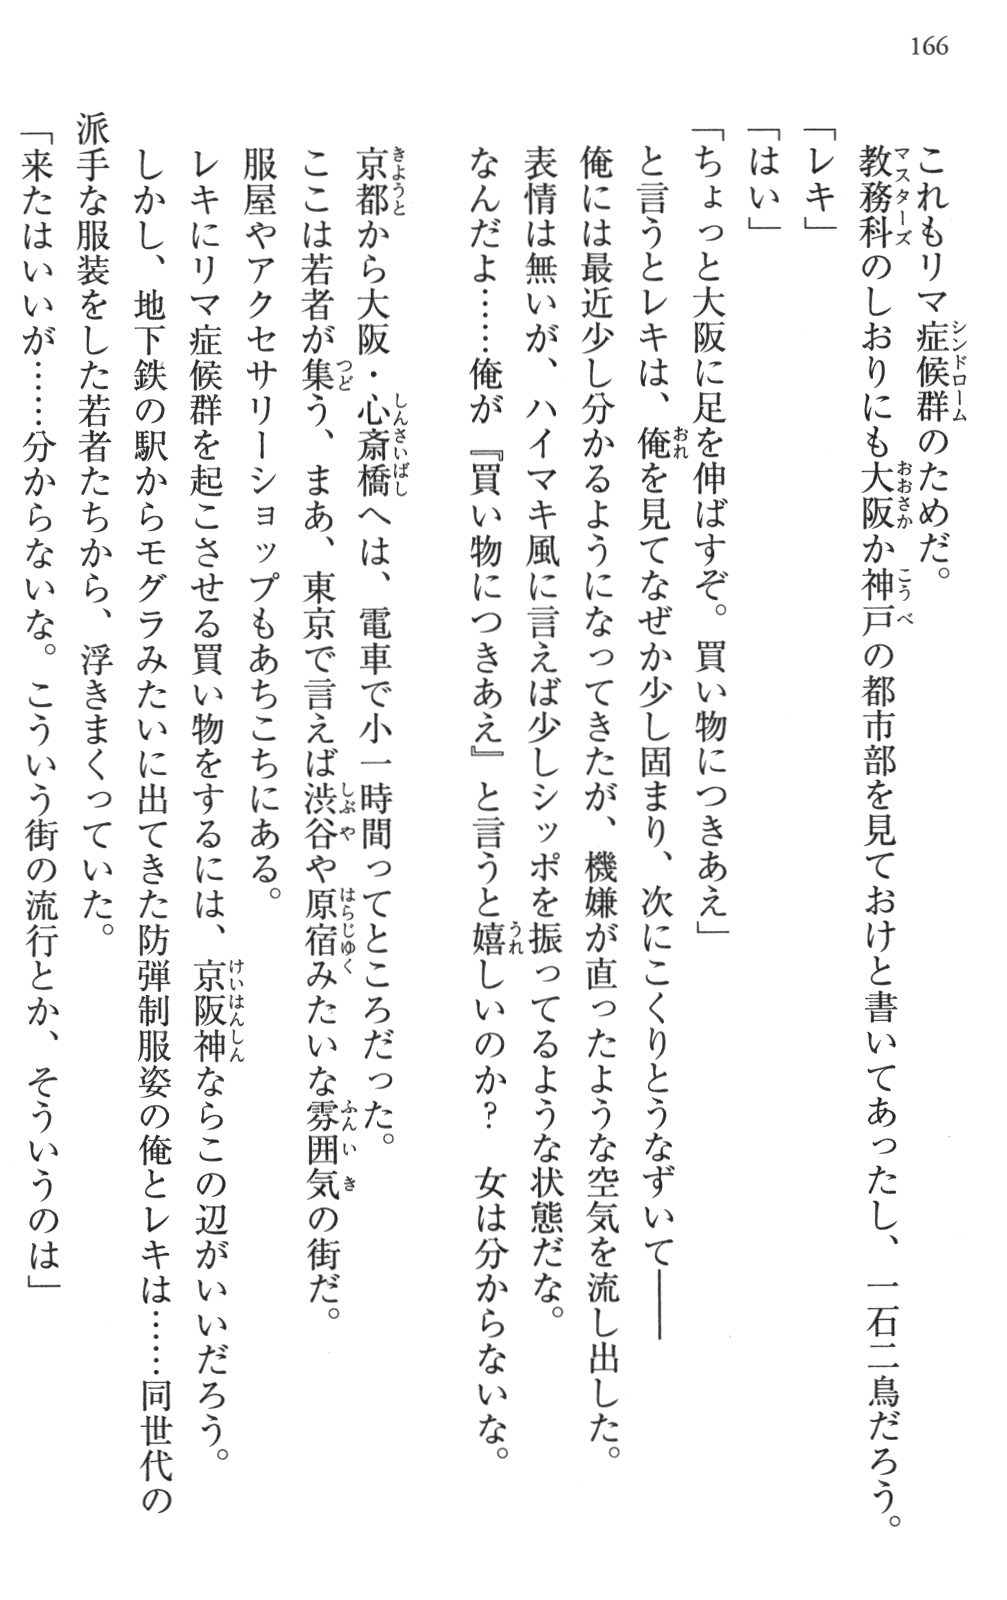 166
これもリマ症候群のためだ。
教務科のしおりにも大阪か神戸の都市部を見ておけと書いてあったし、一石二鳥だろう。
「レキ」
「はい」
「ちょっと大阪に足を伸ばすぞ。買い物につきあえ」
と言うとレキは、俺を見てなぜか少し固まり、次にこくりとうなずいて――
俺には最近少し分かるようになってきたが、機嫌が直ったような空気を流し出した。
表情は無いが、ハイマキ風に言えば少しシッポを振ってるような状態だな。
なんだよ……俺が『買い物につきあえ』と言うと嬉しいのか？　女は分からないな。
京都から大阪・心斎橋へは、電車で小一時間ってところだった。
ここは若者が集う、まあ、東京で言えば渋谷や原宿みたいな雰囲気の街だ。
服屋やアクセサリーショップもあちこちにある。
レキにリマ症候群を起こさせる買い物をするには、京阪神ならこの辺がいいだろう。
しかし、地下鉄の駅からモグラみたいに出てきた防弾制服姿の俺とレキは……同世代の
派手な服装をした若者たちから、浮きまくっていた。
「来たはいいが……分からないな。こういう街の流行とか、そういうのは」